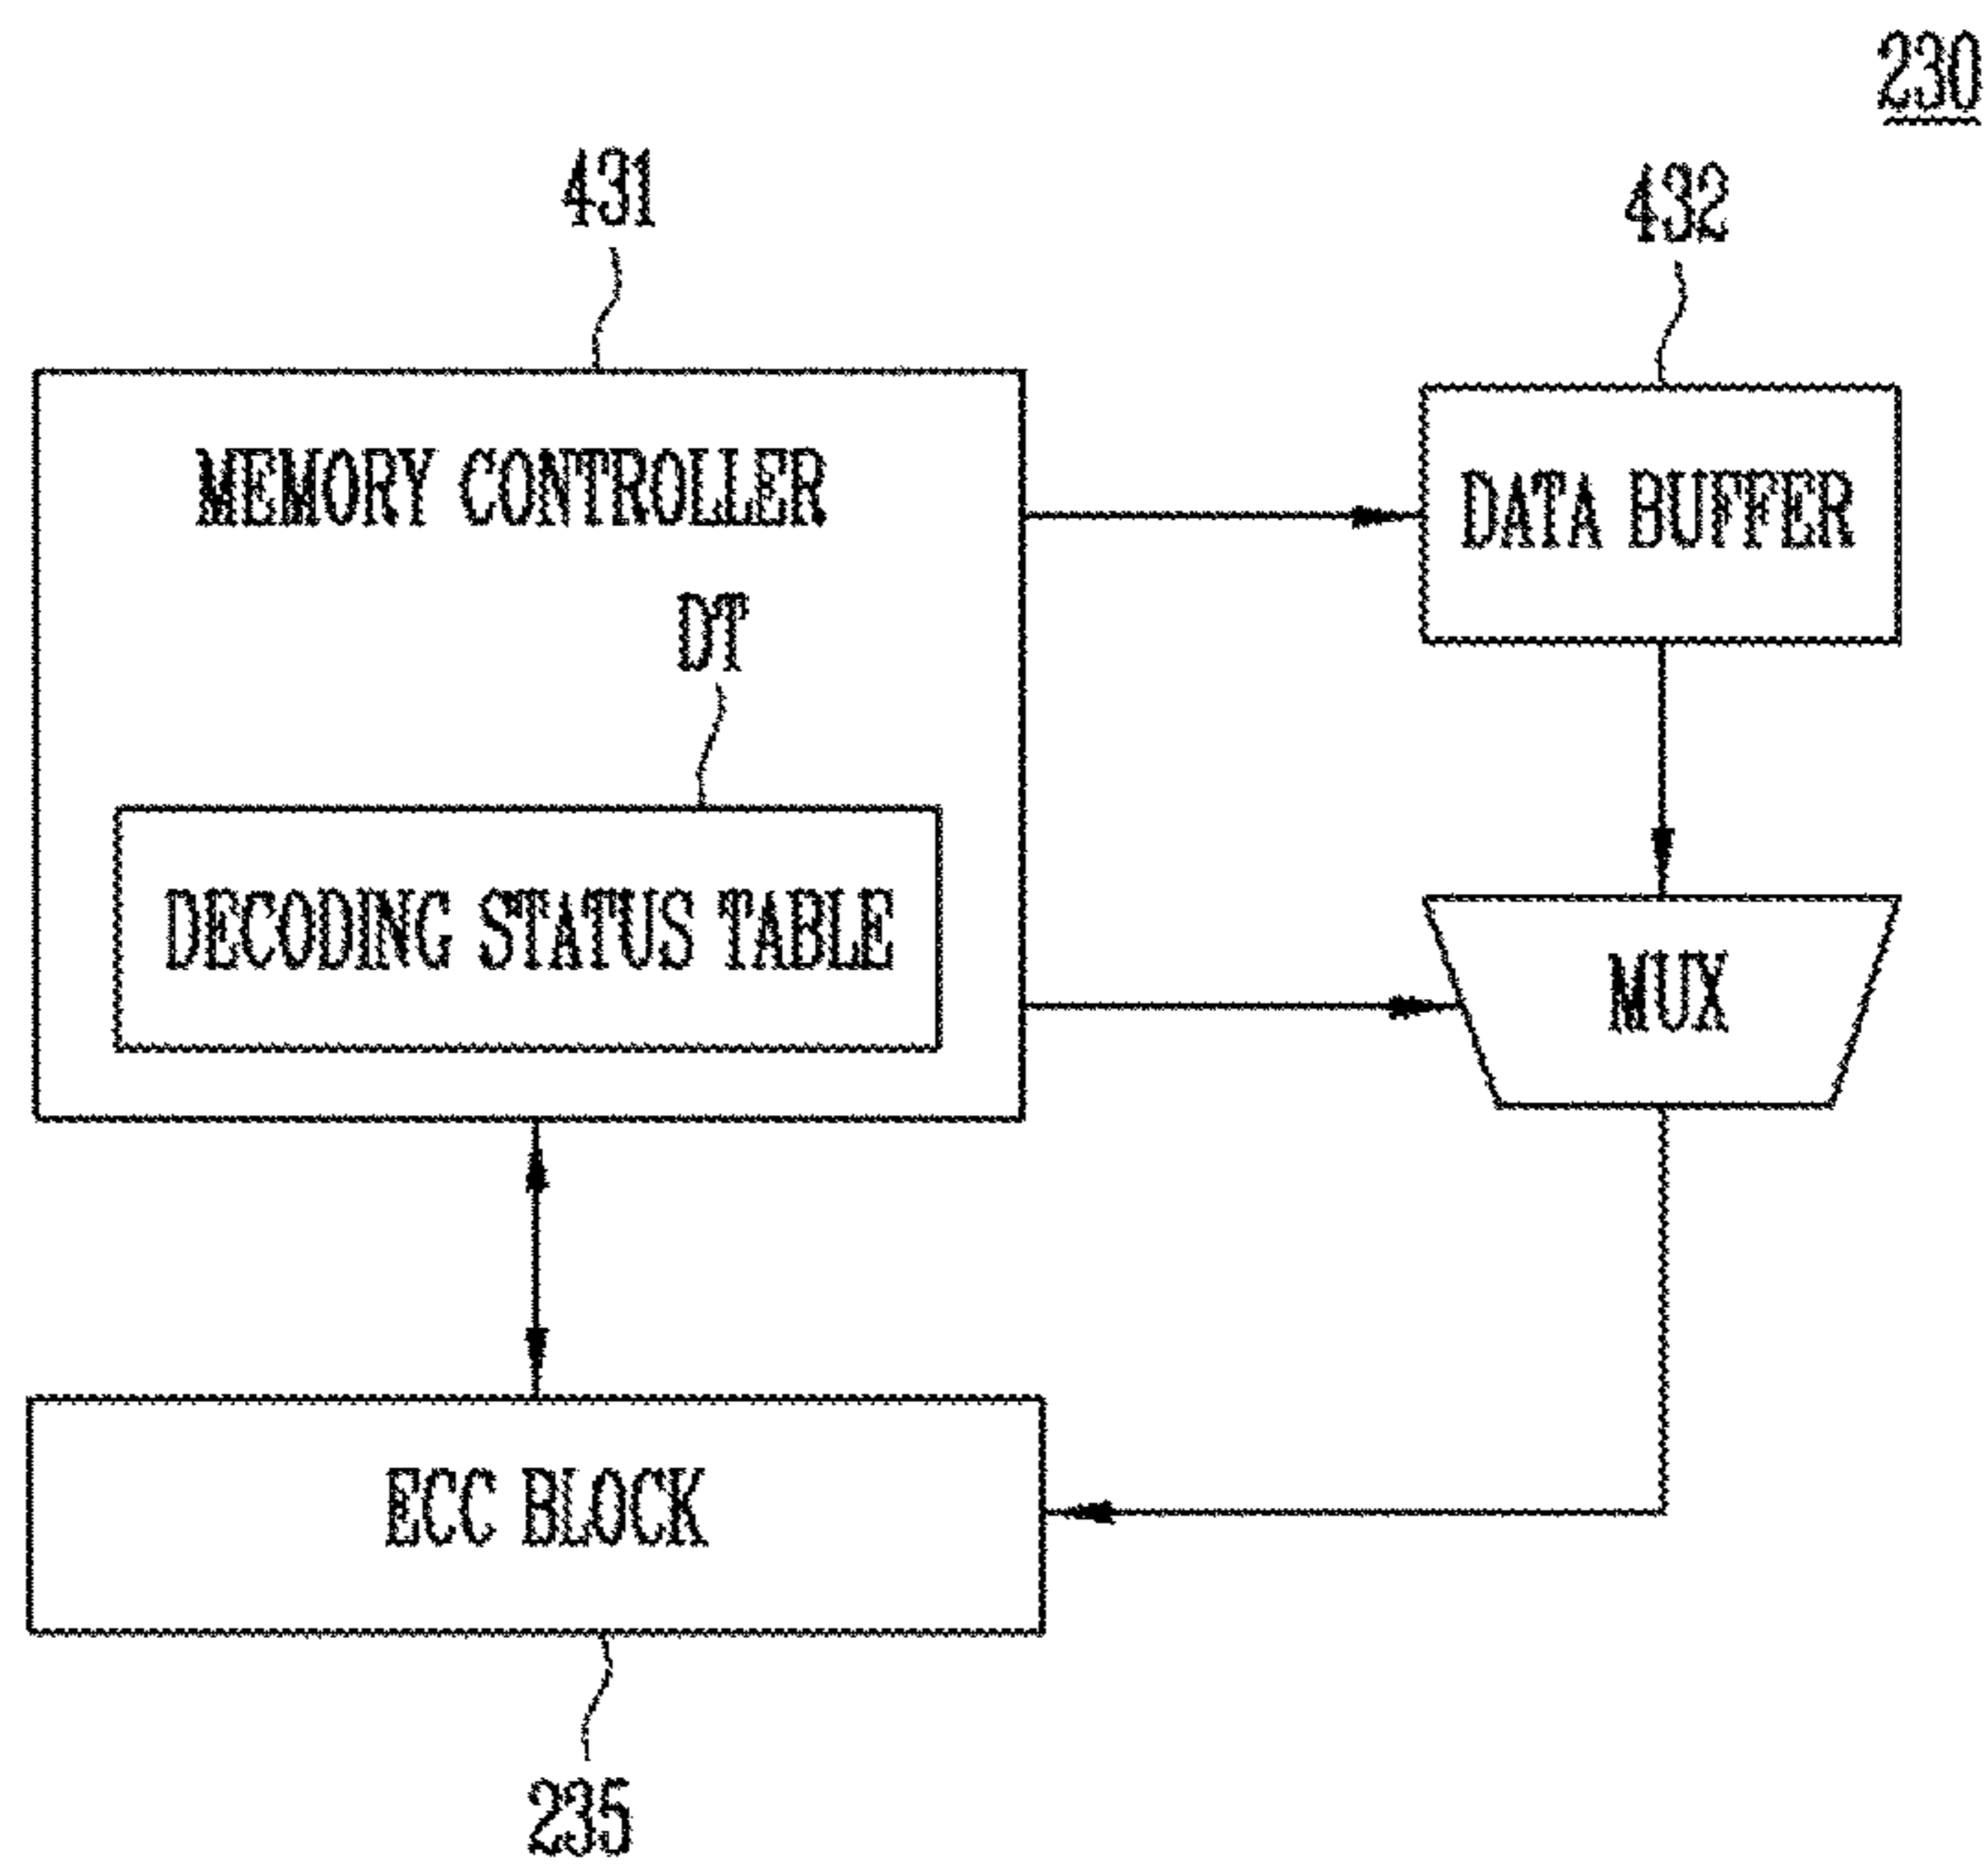 230
431
432
MEMORY CONTROLLER
DATA BUFFER
DT
DECODING STATUS TABLE
MUX
ECC BLOCK
235